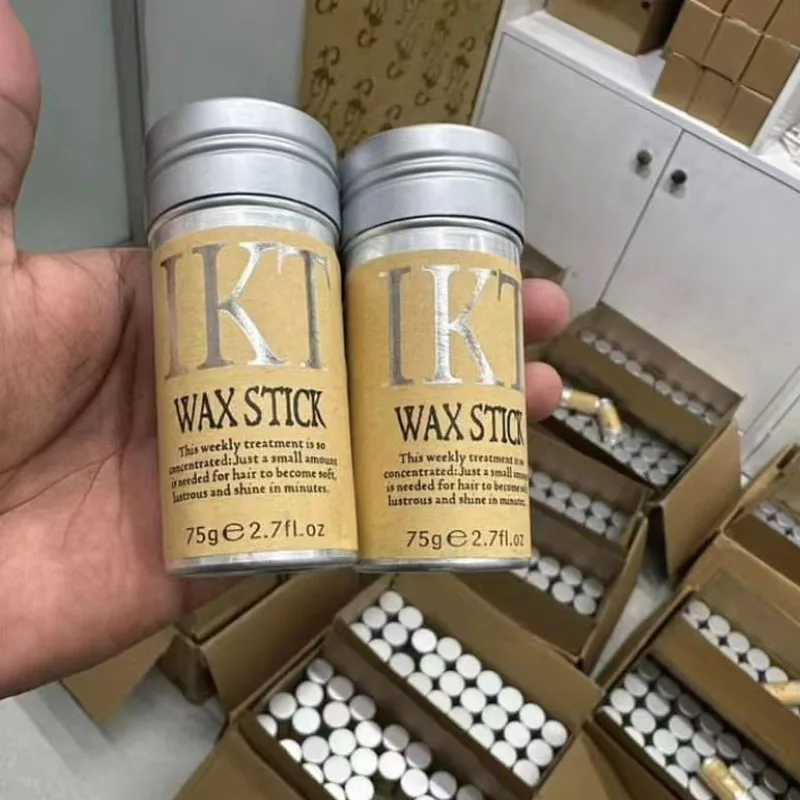 IKT
WAX STICK
This weekly treatment is so
concentrated:Just a small amount
is needed for hair to become soft,
lustrous and shine in minutes.
75g℮2.7fl.oz
IKT
WAX STICK
This weekly treatment is so
concentrated:Just a small amount
is needed for hair to become soft,
lustrous and shine in minutes.
75g℮2.7fl.oz